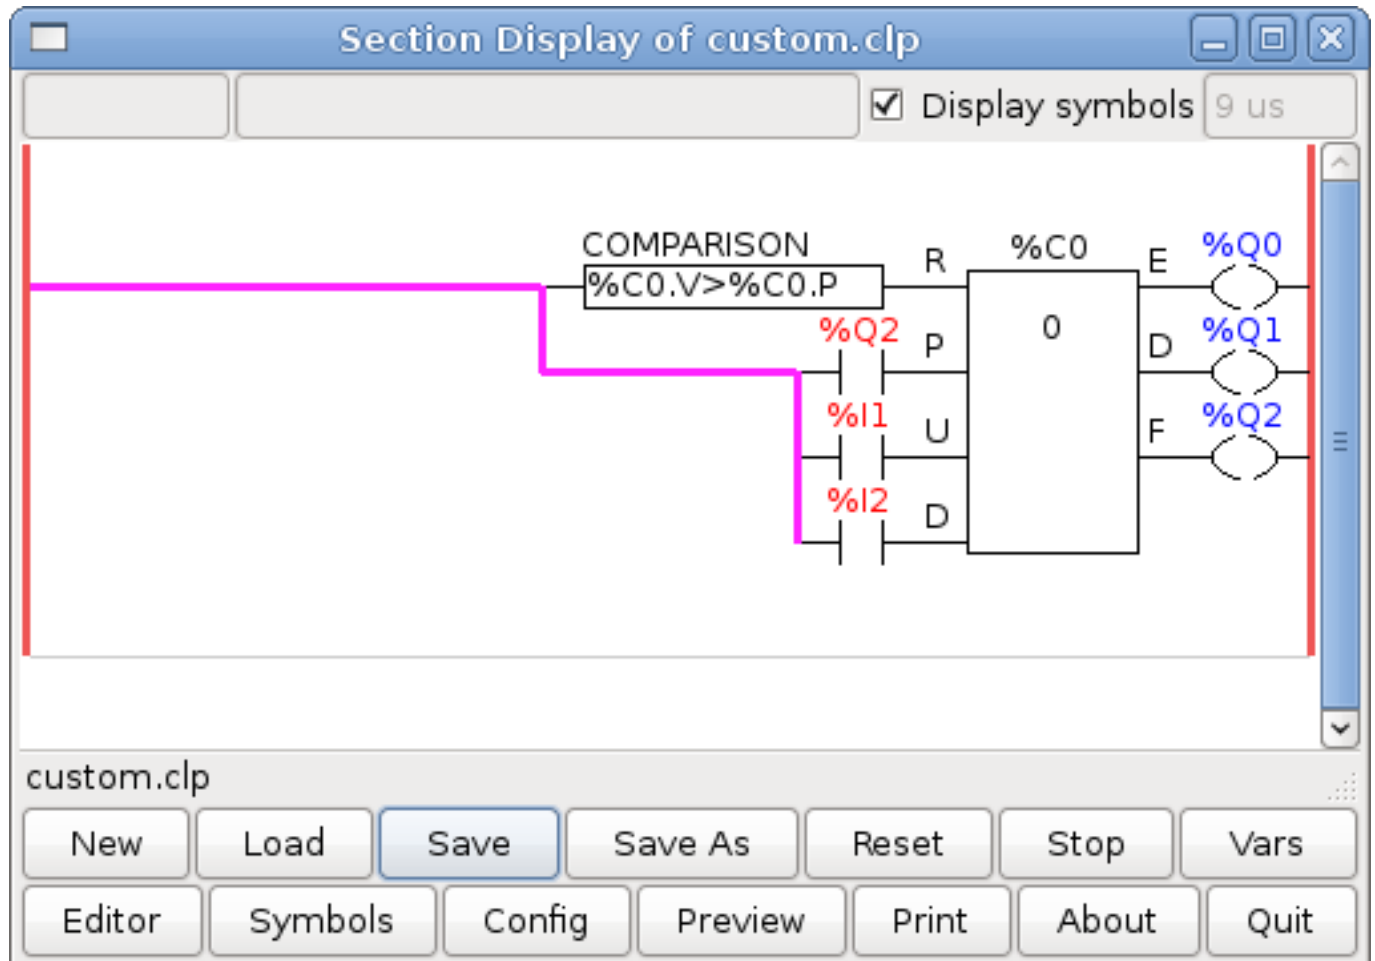 Section Display of custom.clp
Display symbols 9 us
COMPARISON R %C0 E %Q0
%C0.V>%C0.P
%Q2 P 0 D %Q1
%I1 U F %Q2
%I2 D
custom.clp
New Load Save Save As Reset Stop Vars
Editor Symbols Config Preview Print About Quit